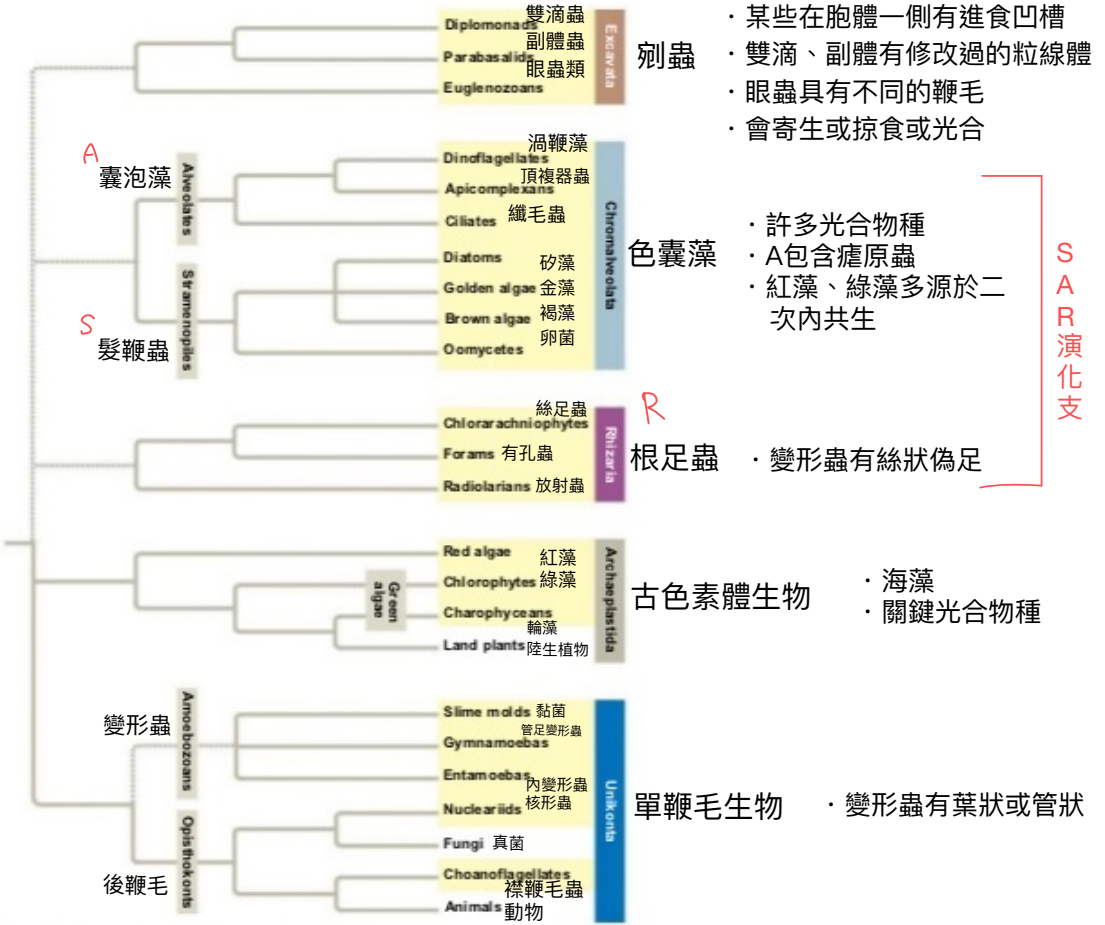 Diplomonads 雙滴蟲
Parabasalids 副體蟲
眼蟲類
Euglenozoans
Excavata
剜蟲
·某些在胞體一側有進食凹槽
·雙滴、副體有修改過的粒線體
·眼蟲具有不同的鞭毛
·會寄生或掠食或光合
A
囊泡藻
Alveolates
Dinoflagellates 渦鞭藻
Apicomplexans 頂複器蟲
Ciliates 纖毛蟲
S
髮鞭蟲
Stramenopiles
Diatoms 矽藻
Golden algae 金藻
Brown algae 褐藻
Oomycetes 卵菌
Chromalveolata
色囊藻
·許多光合物種
·A包含瘧原蟲
·紅藻、綠藻多源於二
次內共生
SAR演化支
Chlorarachniophytes 絲足蟲
Forams 有孔蟲
Radiolarians 放射蟲
Rhizaria
R
根足蟲
·變形蟲有絲狀偽足
Red algae 紅藻
Chlorophytes 綠藻
Green
algae
Charophyceans
輪藻
Land plants 陸生植物
Archaeplastida
古色素體生物
·海藻
·關鍵光合物種
變形蟲
Amoebozoans
Slime molds 黏菌
管足變形蟲
Gymnamoebas
Entamoebas 內變形蟲
Nucleariids 核形蟲
後鞭毛
Opisthokonts
Fungi 真菌
Choanoflagellates
襟鞭毛蟲
Animals 動物
Unikonta
單鞭毛生物
·變形蟲有葉狀或管狀